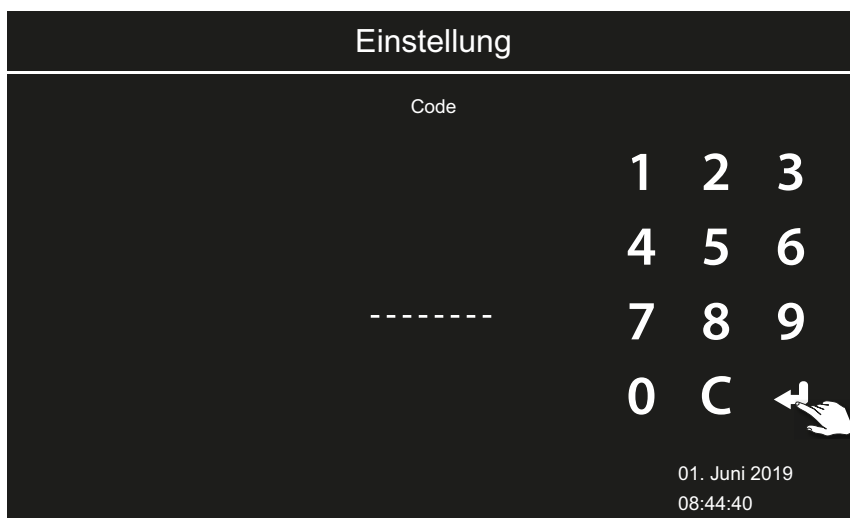 Einstellung
Code
1 2 3
4 5 6
--------
7 8 9
0 C
01. Juni 2019
08:44:40